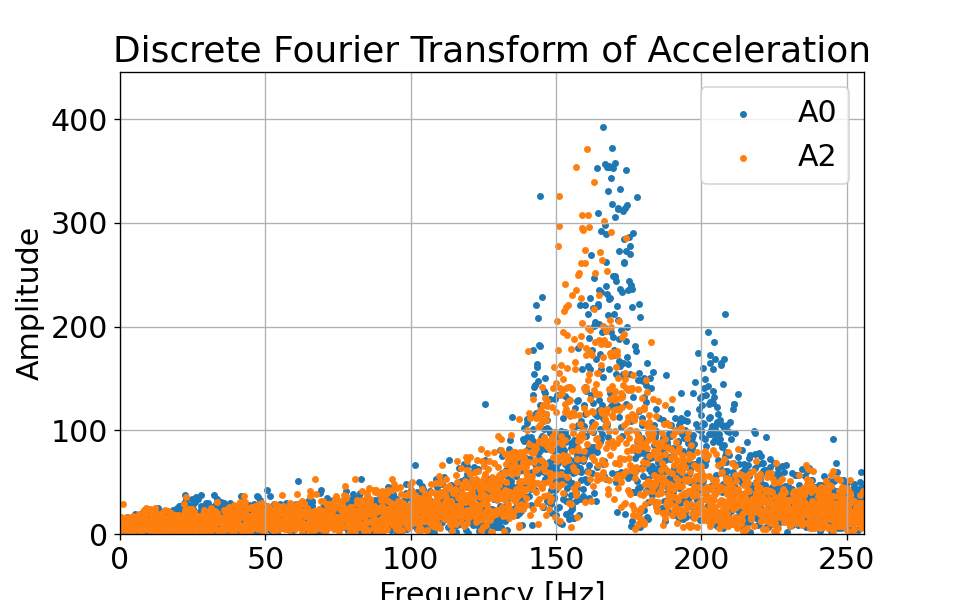 Discrete Fourier Transform of Acceleration
A0
A2
Amplitude
400
300
200
100
0
0 50 100 150 200 250
Frequency [Hz]